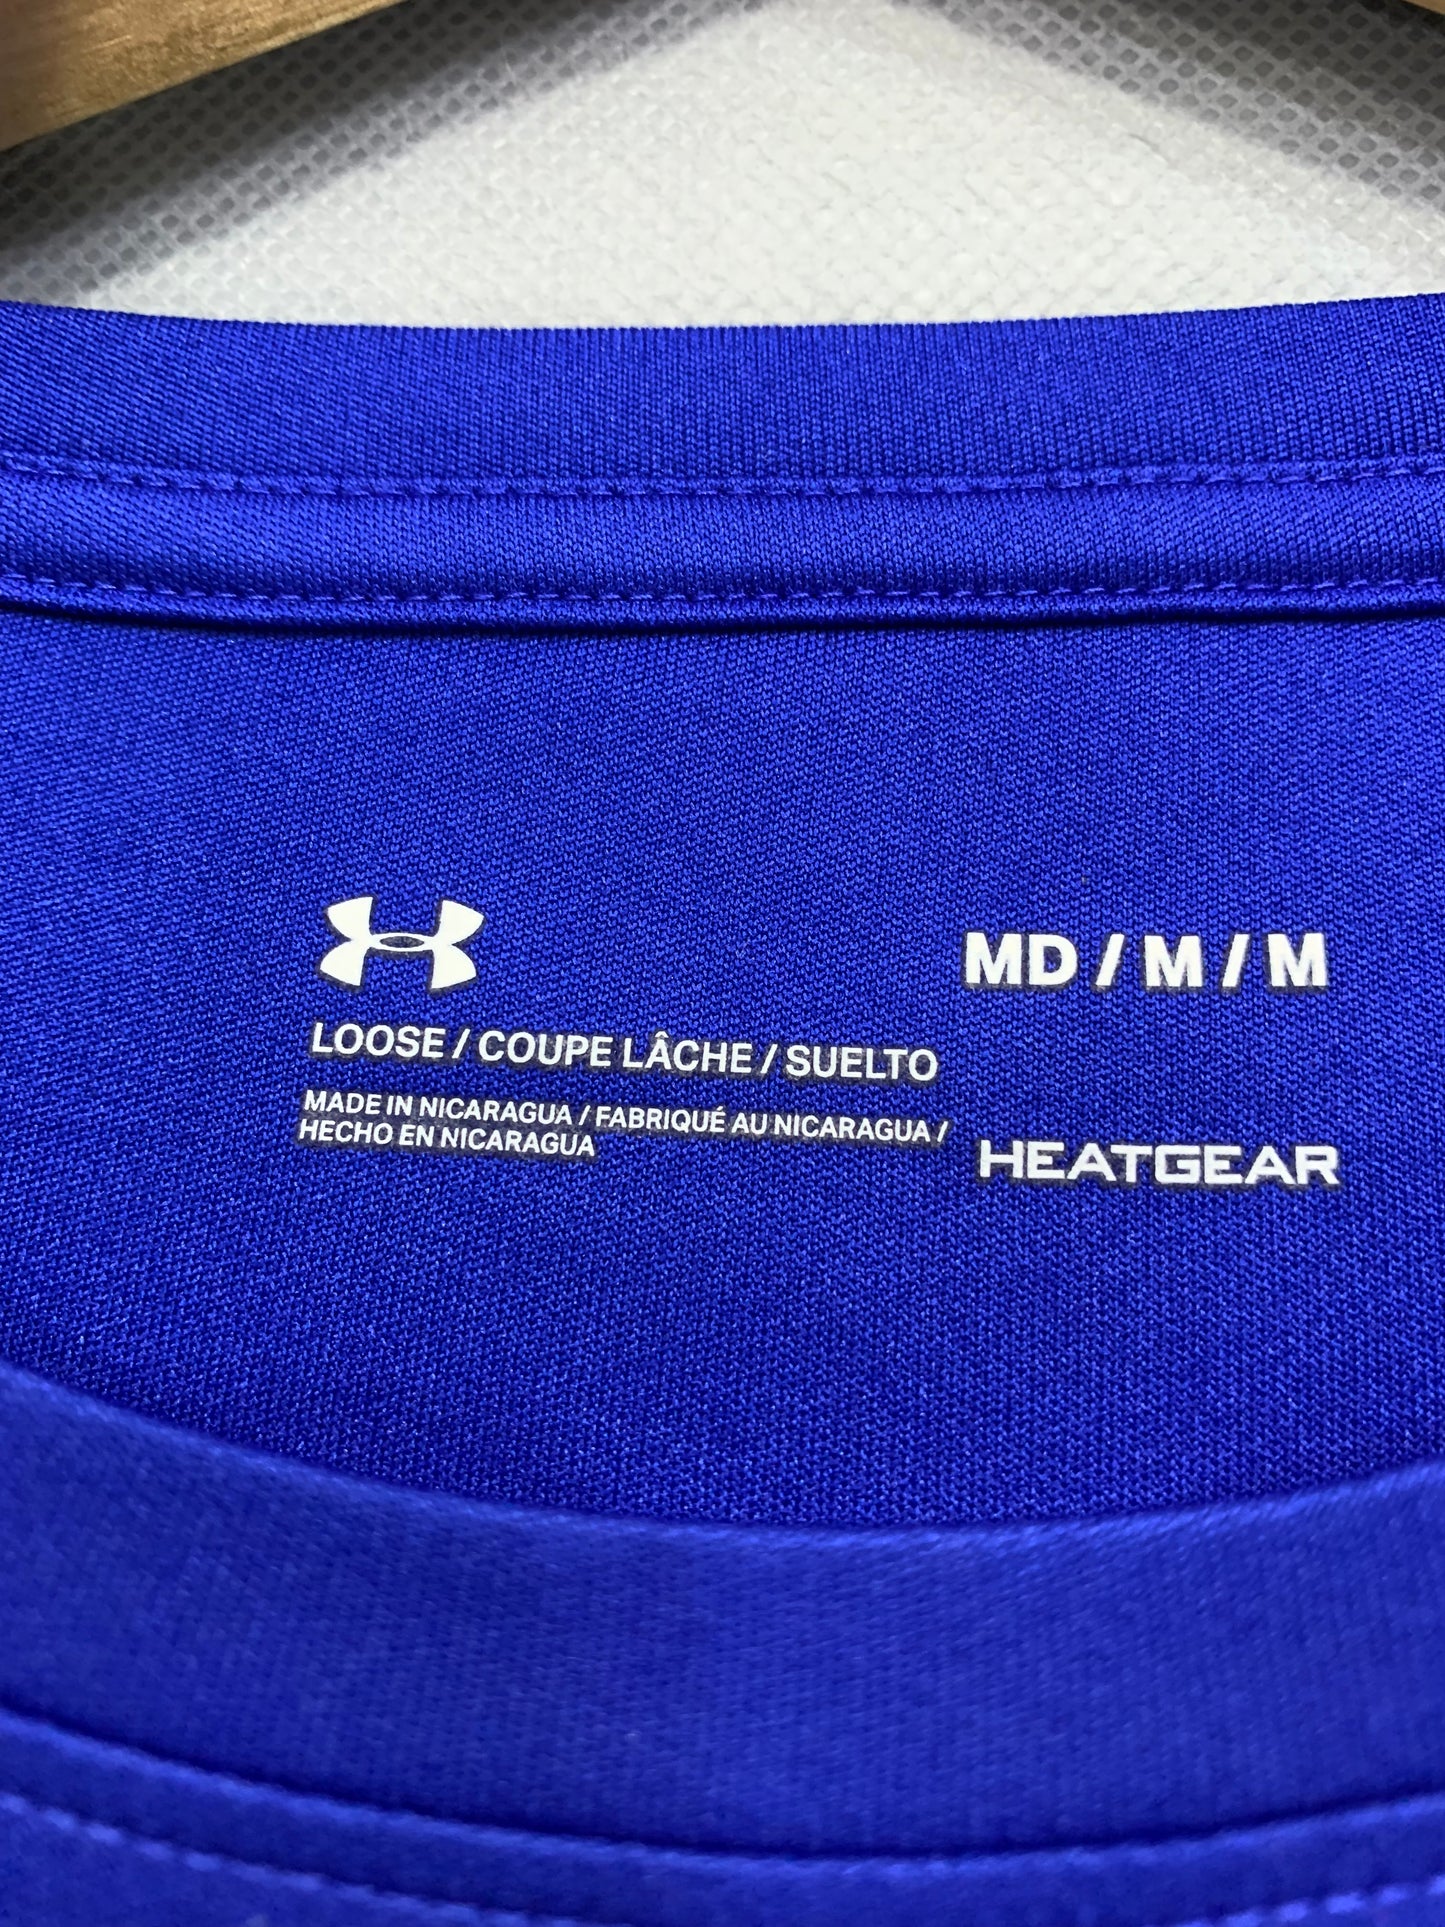 MD / M / M
LOOSE / COUPE LÂCHE / SUELTO
MADE IN NICARAGUA / FABRIQUÉ AU NICARAGUA /
HECHO EN NICARAGUA
HEATGEAR